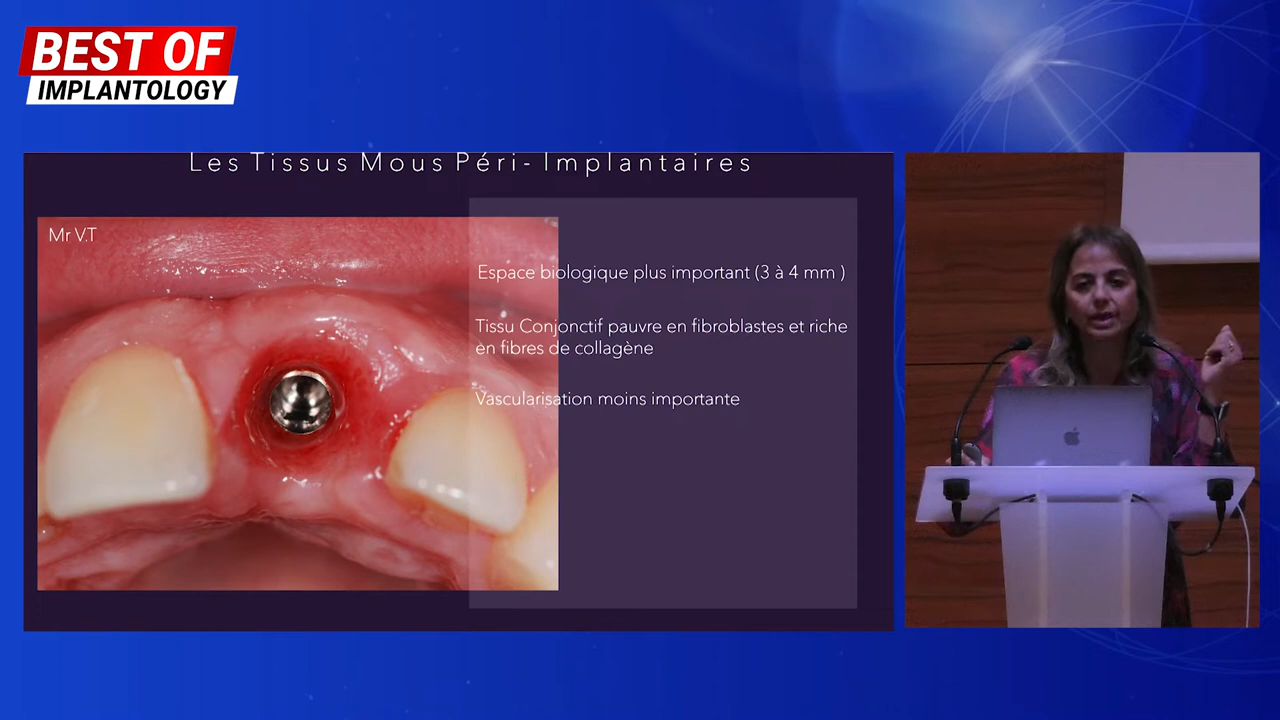 BEST OF
IMPLANTOLOGY
Les Tissus Mous Péri- Implantaires
Mr V.T
Espace biologique plus important (3 à 4 mm )
Tissu Conjonctif pauvre en fibroblastes et riche
en fibres de collagène
Vascularisation moins importante